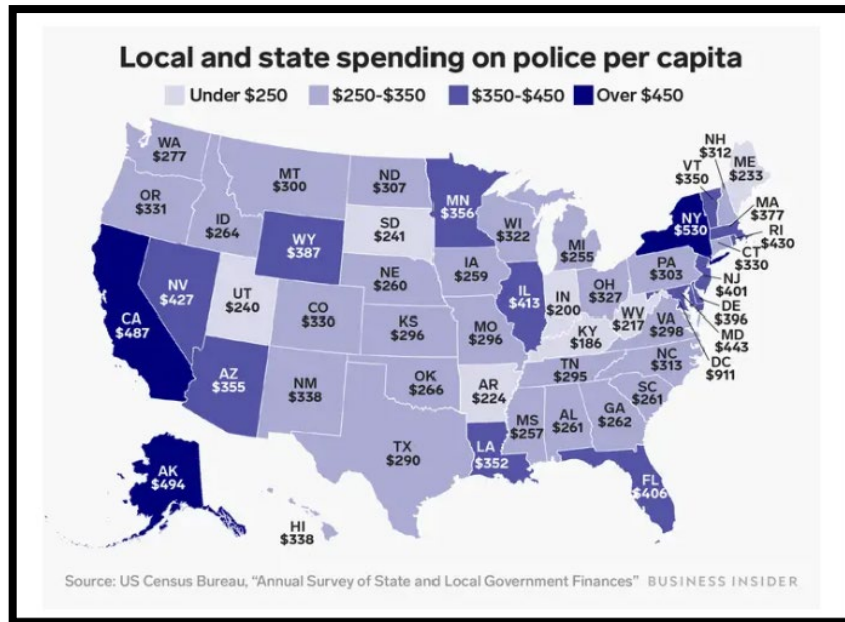 Local and state spending on police per capita
Under $250 $250-$350 $350-$450 Over $450
WA
$277
OR
$331
ID
$264
MT
$300
ND
$307
MN
$356
SD
$241
WY
$387
WI
$322
MI
$255
NH
$312
VT
$350
ME
$233
NY
$530
MA
$377
RI
$430
CT
$330
NJ
$401
DE
$396
MD
$443
DC
$911
PA
$303
NV
$427
CA
$487
UT
$240
CO
$330
NE
$260
IA
$259
IL
$413
IN
$200
OH
$327
WV
$217
VA
$298
KY
$186
KS
$296
MO
$296
AZ
$355
NM
$338
OK
$266
AR
$224
TN
$295
NC
$313
SC
$261
MS
$257
AL
$261
GA
$262
TX
$290
LA
$352
FL
$406
AK
$494
HI
$338
Source: US Census Bureau, “Annual Survey of State and Local Government Finances” BUSINESS INSIDER